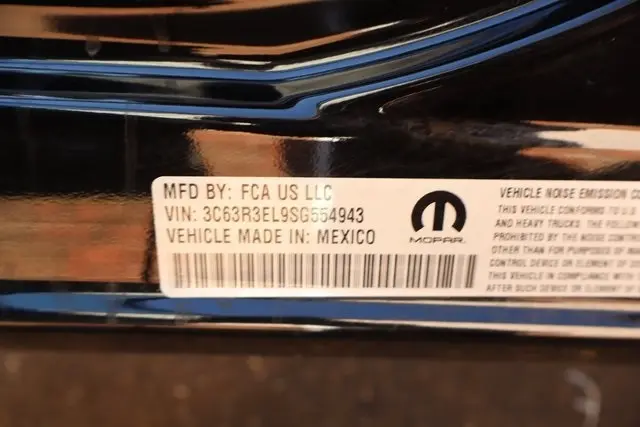 MFD BY: FCA US LLC
VIN: 3C63R3EL9SG554943
VEHICLE MADE IN: MEXICO
MOPAR.
VEHICLE NOISE EMISSION
THIS VEHICLE CONFORMS TO U.S.
AND HEAVY TRUCKS. THE FOLLOW
PROHIBITED BY THE NOISE CONTR
OTHER THAN FOR PURPOSES OF MA
CONTROL DEVICE OR ELEMENT OF DES
THIS VEHICLE IN COMPLIANCE
AFTER SUCH DEVICE OR ELEMENT OF